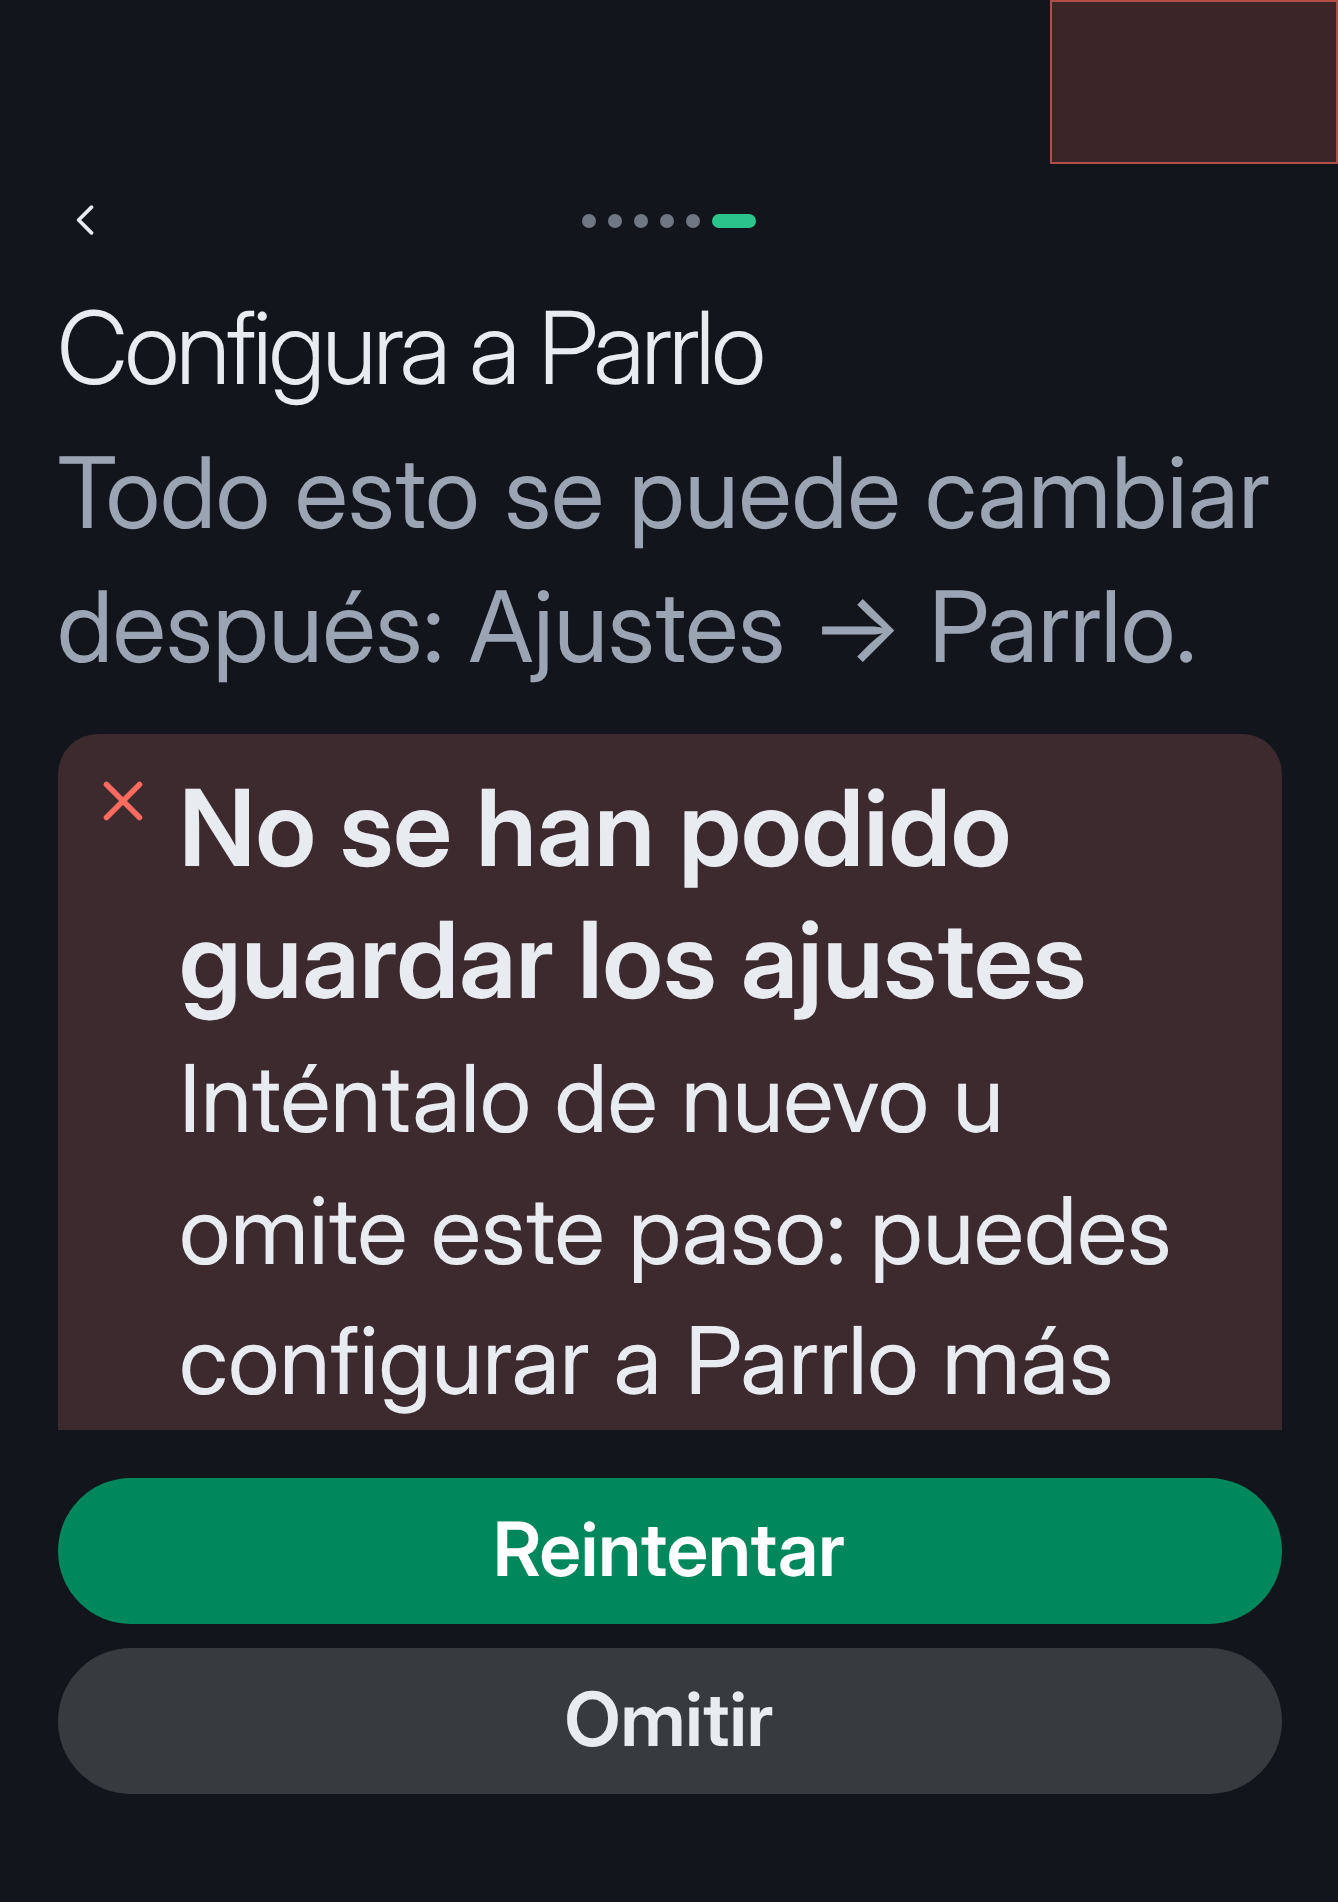 Configura a Parrlo
Todo esto se puede cambiar
después: Ajustes → Parrlo.
No se han podido
guardar los ajustes
Inténtalo de nuevo u
omite este paso: puedes
configurar a Parrlo más
Reintentar
Omitir